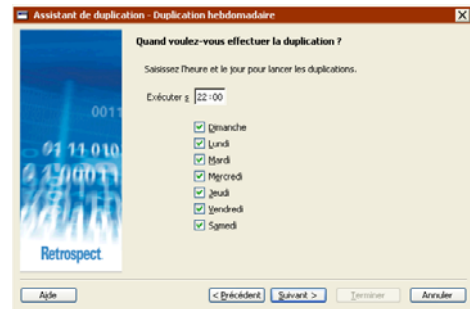 Assistant de duplication - Duplication hebdomadaire
Quand voulez-vous effectuer la duplication ?
Saisissez l'heure et le jour pour lancer les duplications.
Exécuter s 22:00
Dimanche
Lundi
Mardi
Mercredi
Jeudi
Vendredi
Samedi
Retrospect
Aide
< Précédent
Suivant >
Terminer
Annuler